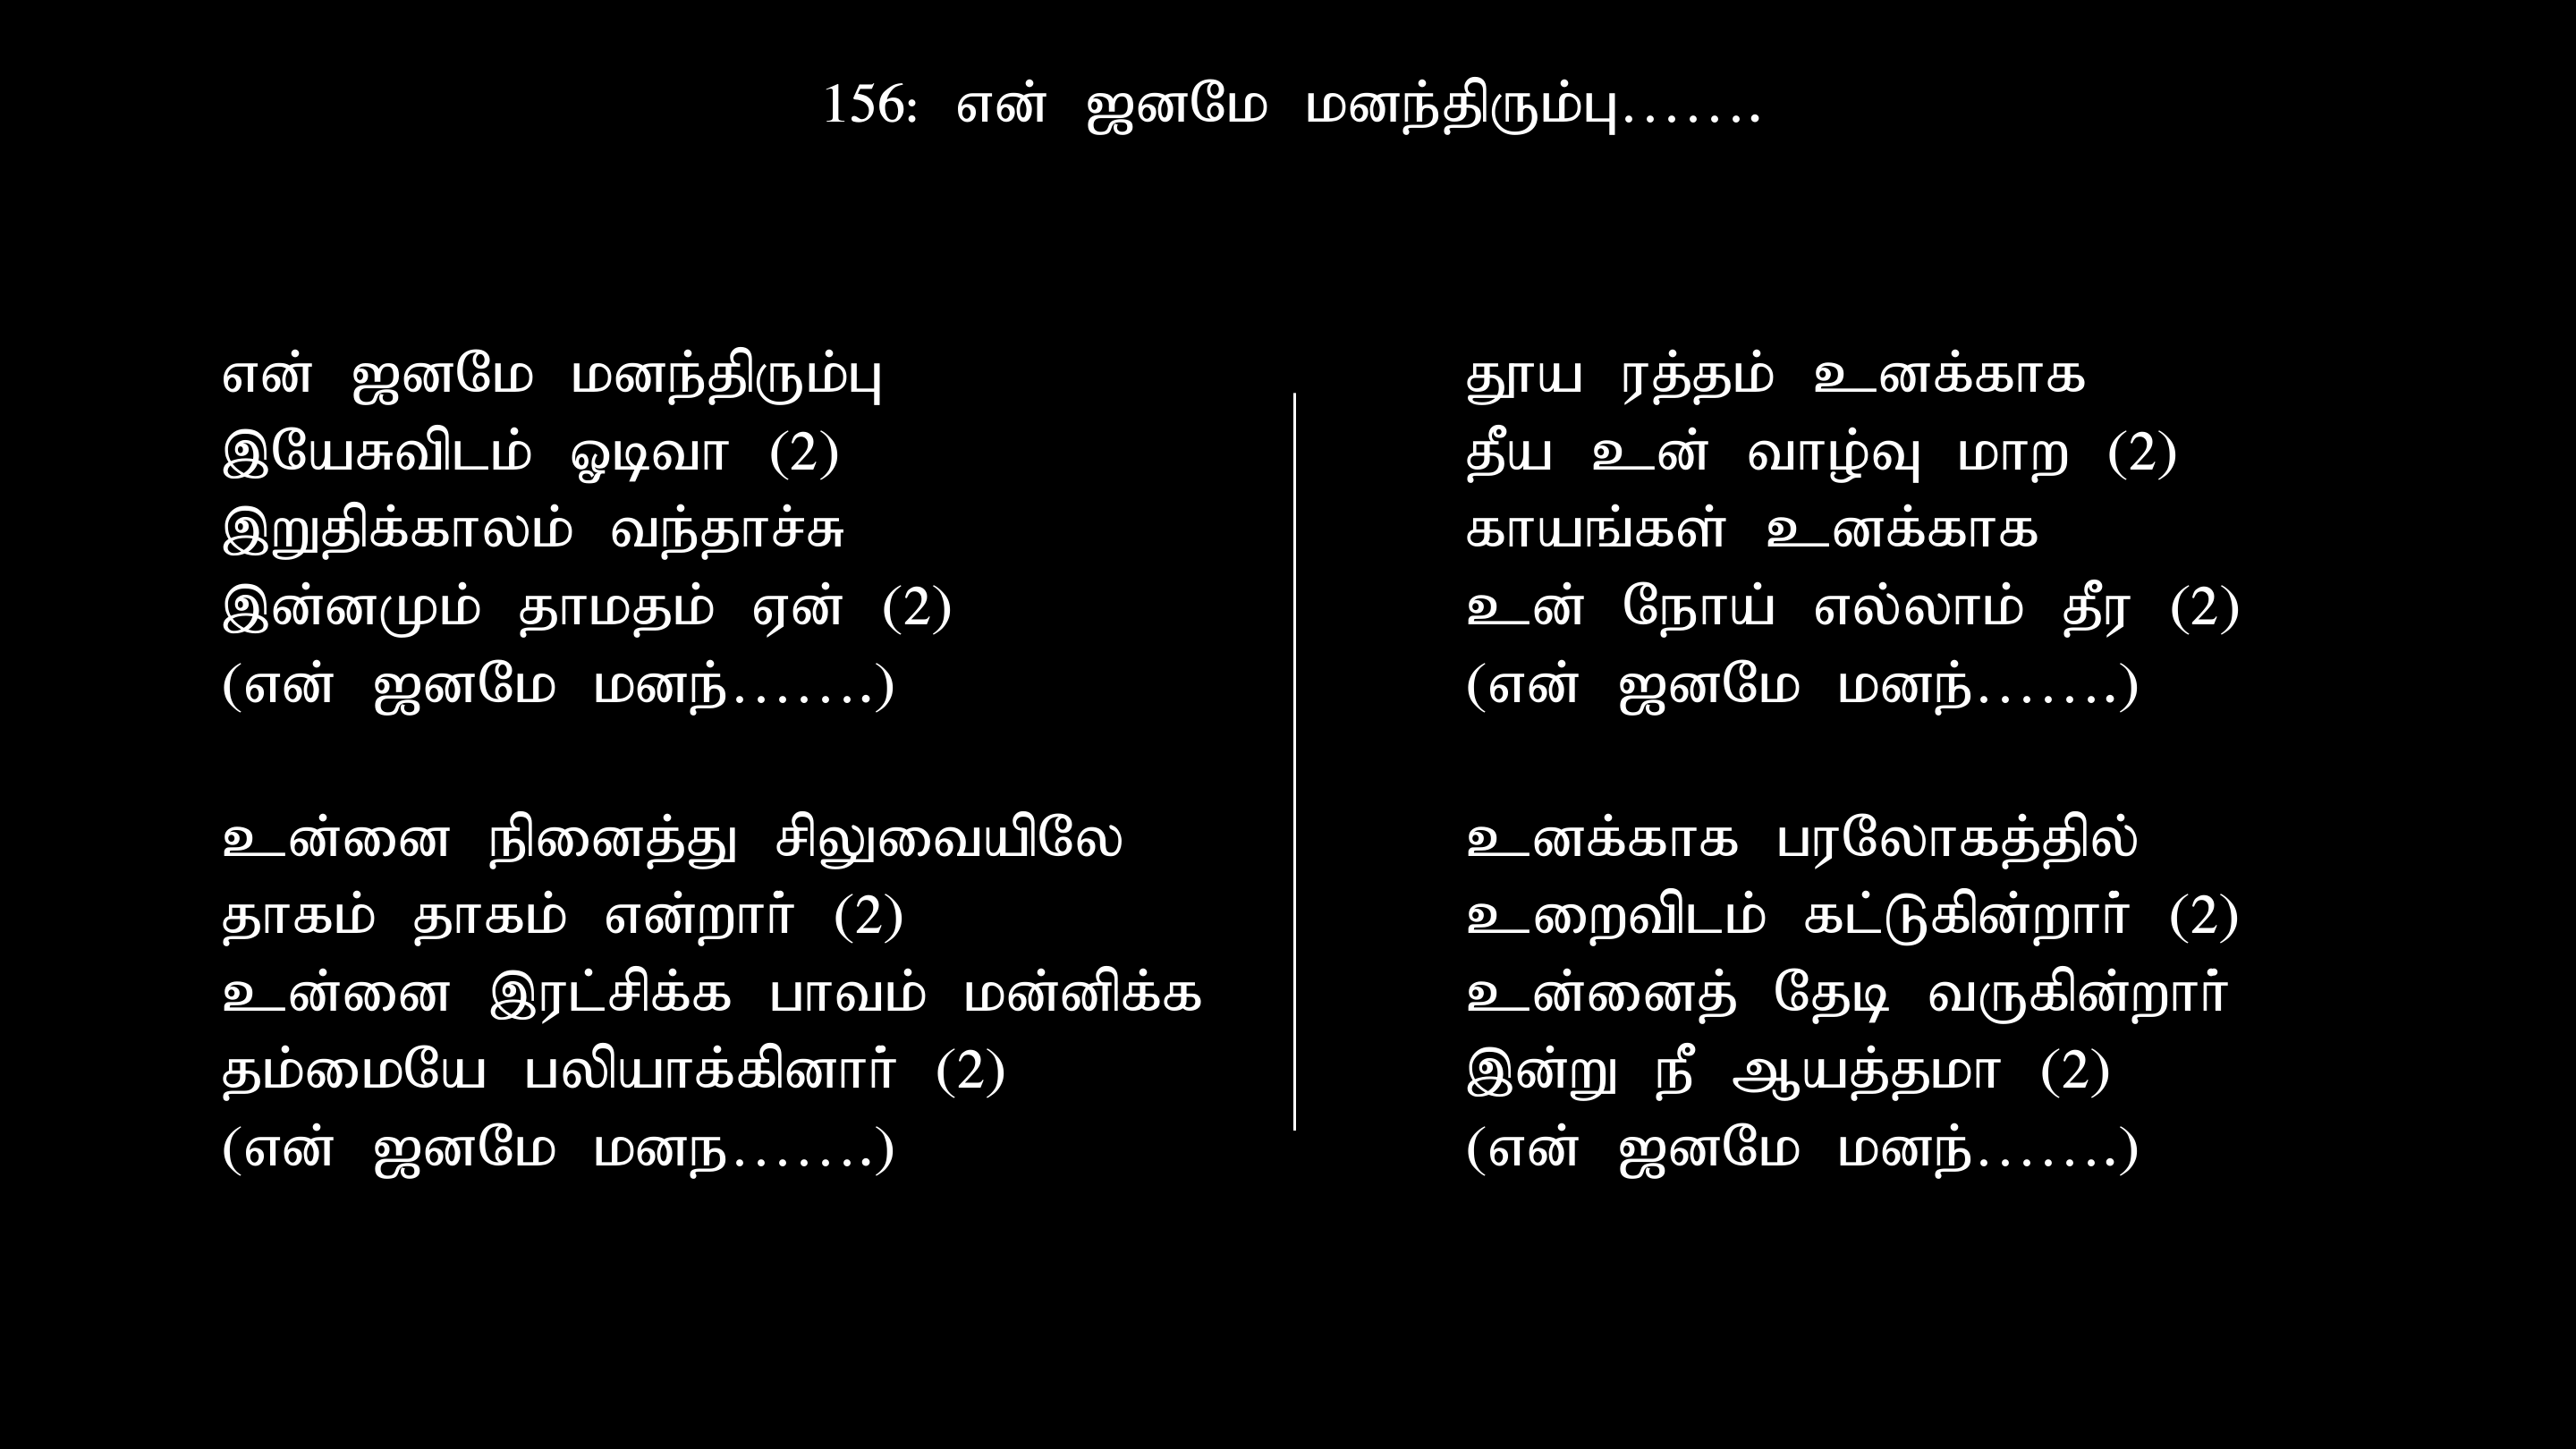 156: என் ஜனமே மனந்திரும்பு.......
என் ஜனமே மனந்திரும்பு
இயேசுவிடம் ஓடிவா (2)
இறுதிக்காலம் வந்தாச்சு
இன்னமும் தாமதம் ஏன் (2)
(என் ஜனமே மனந்.......)
உன்னை நினைத்து சிலுவையிலே
தாகம் தாகம் என்றார் (2)
உன்னை இரட்சிக்க பாவம் மன்னிக்க
தம்மையே பலியாக்கினார் (2)
(என் ஜனமே மனந.......)
தூய ரத்தம் உனக்காக
தீய உன் வாழ்வு மாற (2)
காயங்கள் உனக்காக
உன் நோய் எல்லாம் தீர (2)
(என் ஜனமே மனந்.......)
உனக்காக பரலோகத்தில்
உறைவிடம் கட்டுகின்றார் (2)
உன்னைத் தேடி வருகின்றார்
இன்று நீ ஆயத்தமா (2)
(என் ஜனமே மனந்.......)